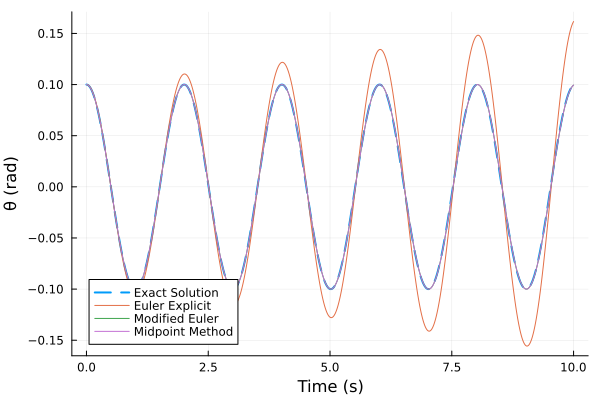 θ (rad)
0.15
0.10
0.05
0.00
−0.05
−0.10
−0.15
Exact Solution
Euler Explicit
Modified Euler
Midpoint Method
0.0 2.5 5.0 7.5 10.0
Time (s)